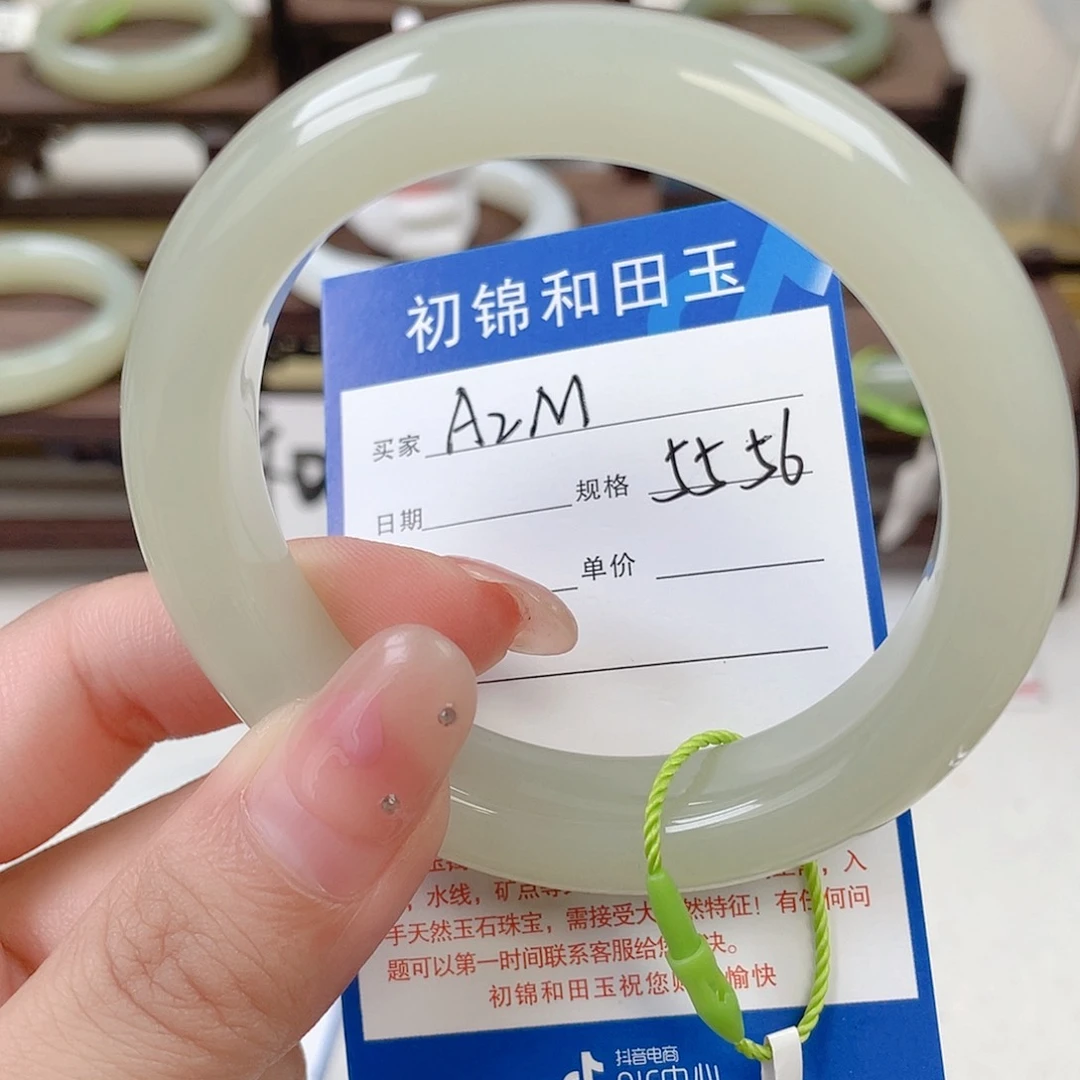 初锦和田玉
买家 A2M
日期 规格 55 56
单价
，入
，水线，矿点
手天然玉石珠宝，需接受大 然特征！有任何问
题可以第一时间联系客服给您 决。
初锦和田玉祝您 愉快
抖音电商